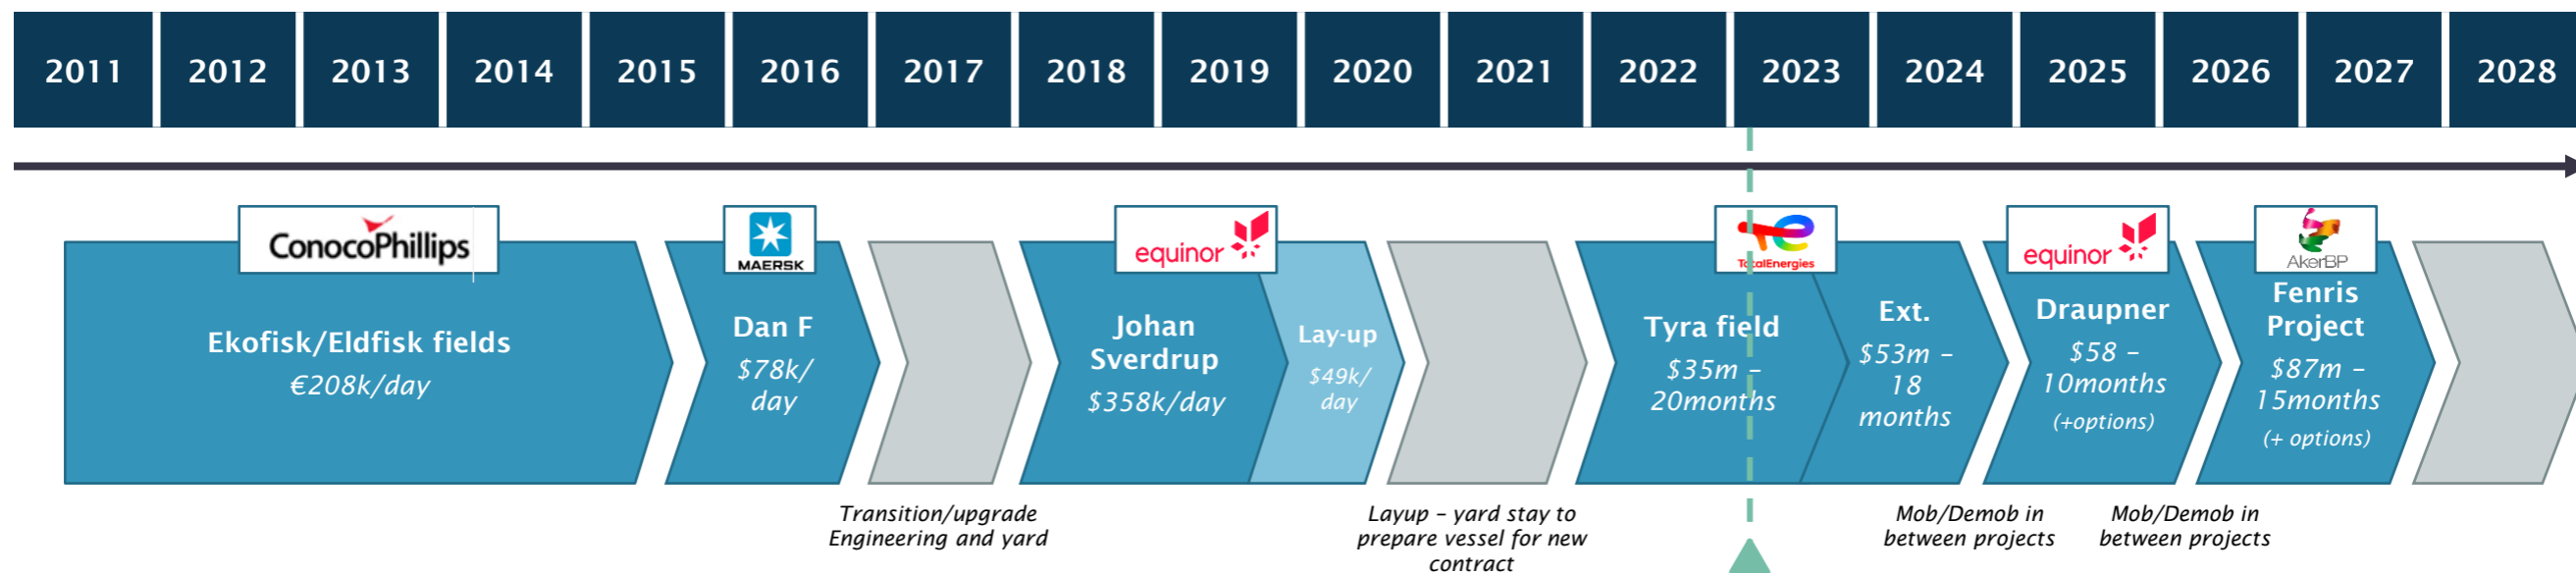 2011 2012 2013 2014 2015 2016 2017 2018 2019 2020 2021 2022 2023 2024 2025 2026 2027 2028
ConocoPhillips
Ekofisk/Eldfisk fields
€208k/day
MAERSK
Dan F
$78k/
day
Transition/upgrade
Engineering and yard
equinor
Johan
Sverdrup
$358k/day
Lay-up
$49k/
day
Layup – yard stay to
prepare vessel for new
contract
TotalEnergies
Tyra field
$35m –
20months
Ext.
$53m –
18
months
Mob/Demob in
between projects
equinor
Draupner
$58 –
10months
(+options)
Mob/Demob in
between projects
AkerBP
Fenris
Project
$87m –
15months
(+ options)